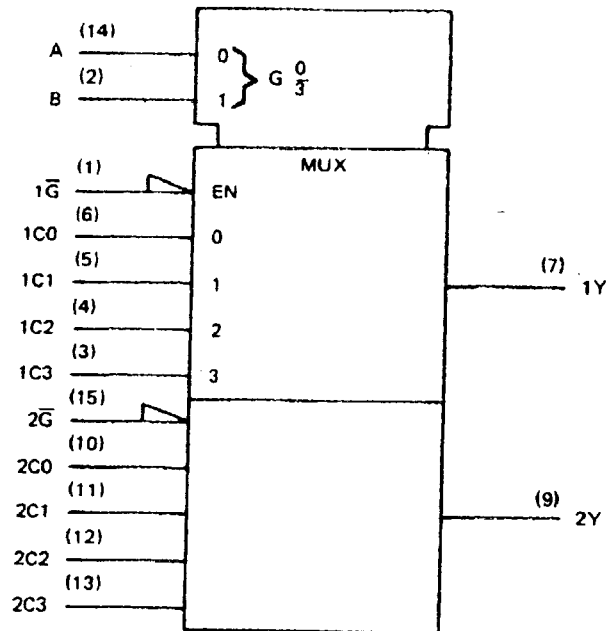 A (14) 0
B (2) 1
} G 0/3
MUX
1G̅ (1) EN
1C0 (6) 0
1C1 (5) 1
1C2 (4) 2
1C3 (3) 3
(7) 1Y
2G̅ (15)
2C0 (10)
2C1 (11)
2C2 (12)
2C3 (13)
(9) 2Y